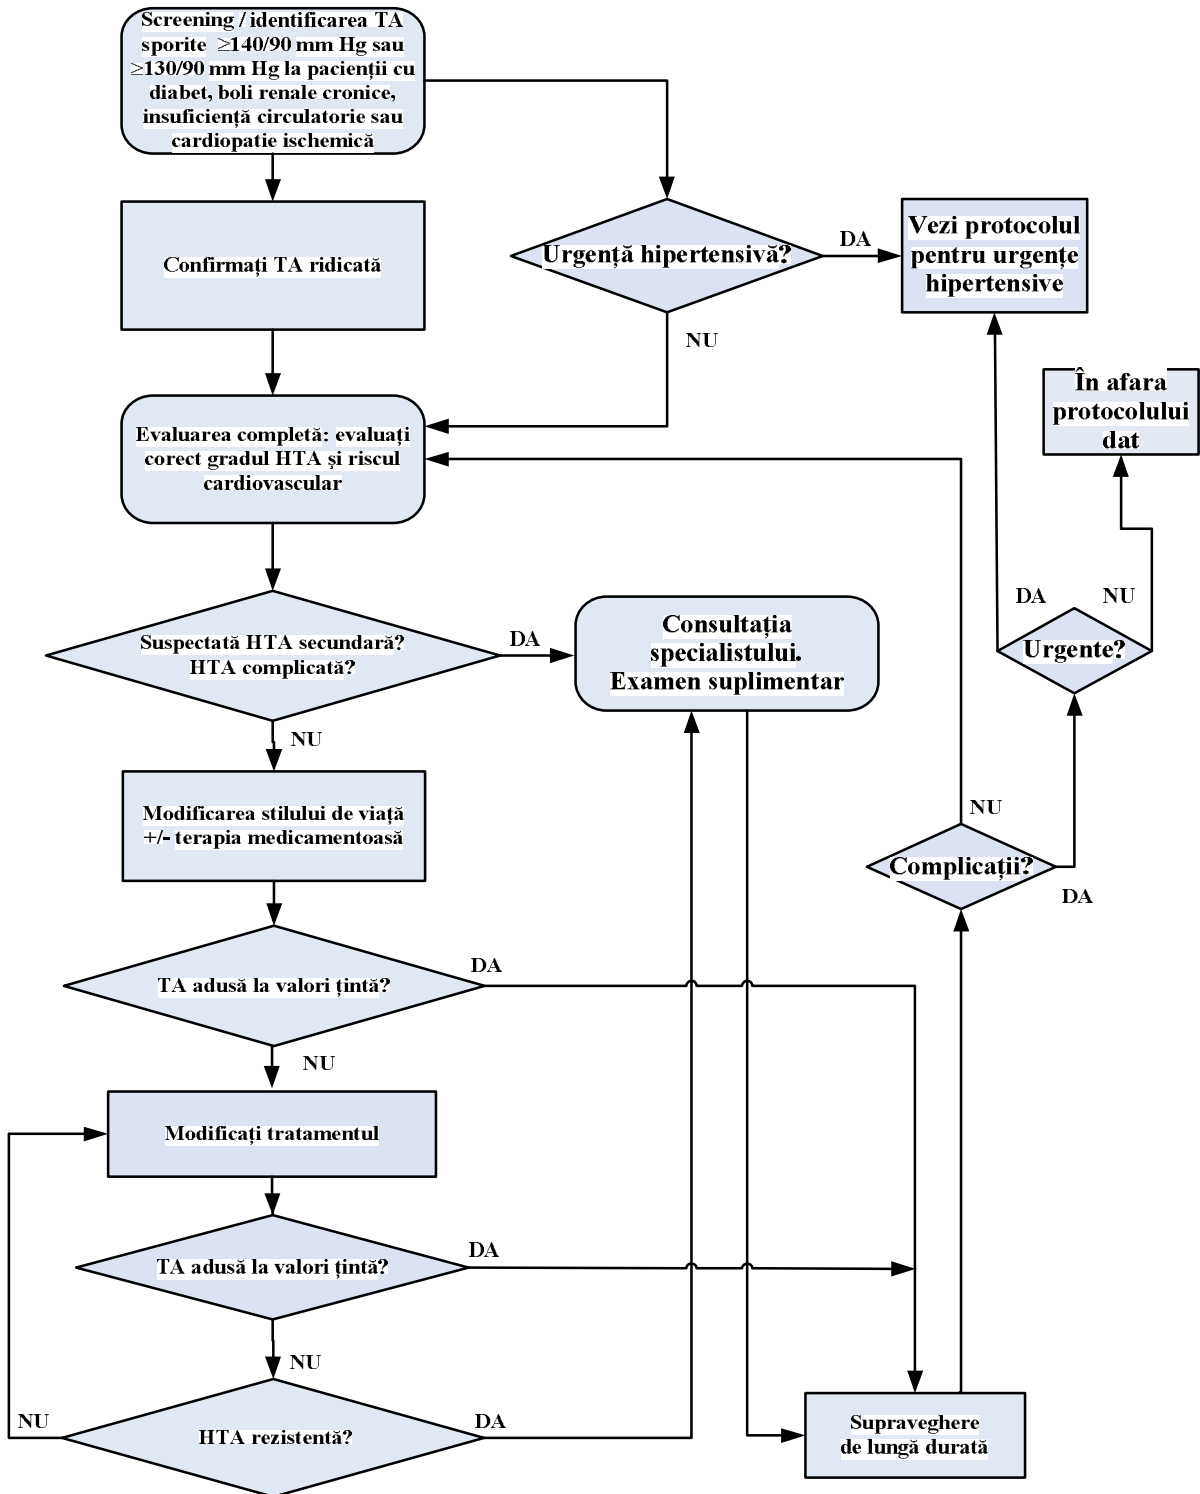 Screening / identificarea TA
sporite ≥140/90 mm Hg sau
≥130/90 mm Hg la pacienții cu
diabet, boli renale cronice,
insuficiență circulatorie sau
cardiopatie ischemică
Confirmați TA ridicată
Urgență hipertensivă?
DA
NU
Vezi protocolul
pentru urgențe
hipertensive
În afara
protocolului
dat
Evaluarea completă: evaluați
corect gradul HTA și riscul
cardiovascular
DA
NU
Urgente?
Suspectată HTA secundară?
HTA complicată?
DA
NU
Consultația
specialistului.
Examen suplimentar
Modificarea stilului de viață
+/- terapia medicamentoasă
NU
Complicații?
DA
TA adusă la valori țintă?
DA
NU
Modificați tratamentul
TA adusă la valori țintă?
DA
NU
HTA rezistentă?
NU
DA
Supraveghere
de lungă durată